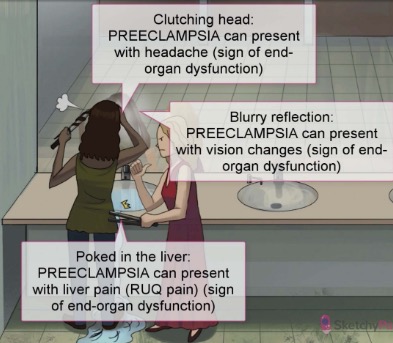 Clutching head:
PREECLAMPSIA can present
with headache (sign of end-
organ dysfunction)
Blurry reflection:
PREECLAMPSIA can present
with vision changes (sign of end-
organ dysfunction)
Poked in the liver:
PREECLAMPSIA can present
with liver pain (RUQ pain) (sign
of end-organ dysfunction)